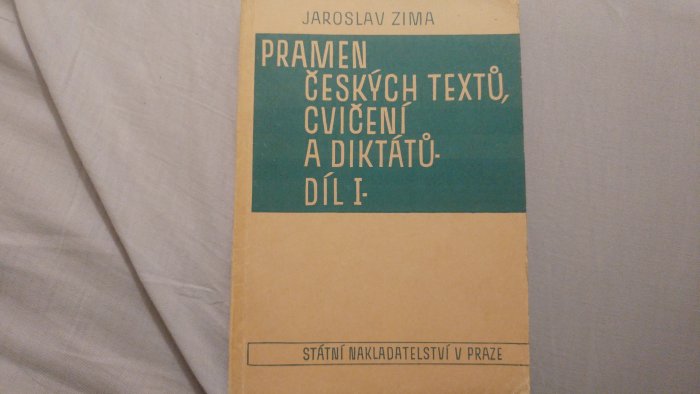 JAROSLAV ZIMA
PRAMEN
ČESKÝCH TEXTŮ,
CVIČENÍ
A DIKTÁTŮ-
DÍL I-
STÁTNÍ NAKLADATELSTVÍ V PRAZE